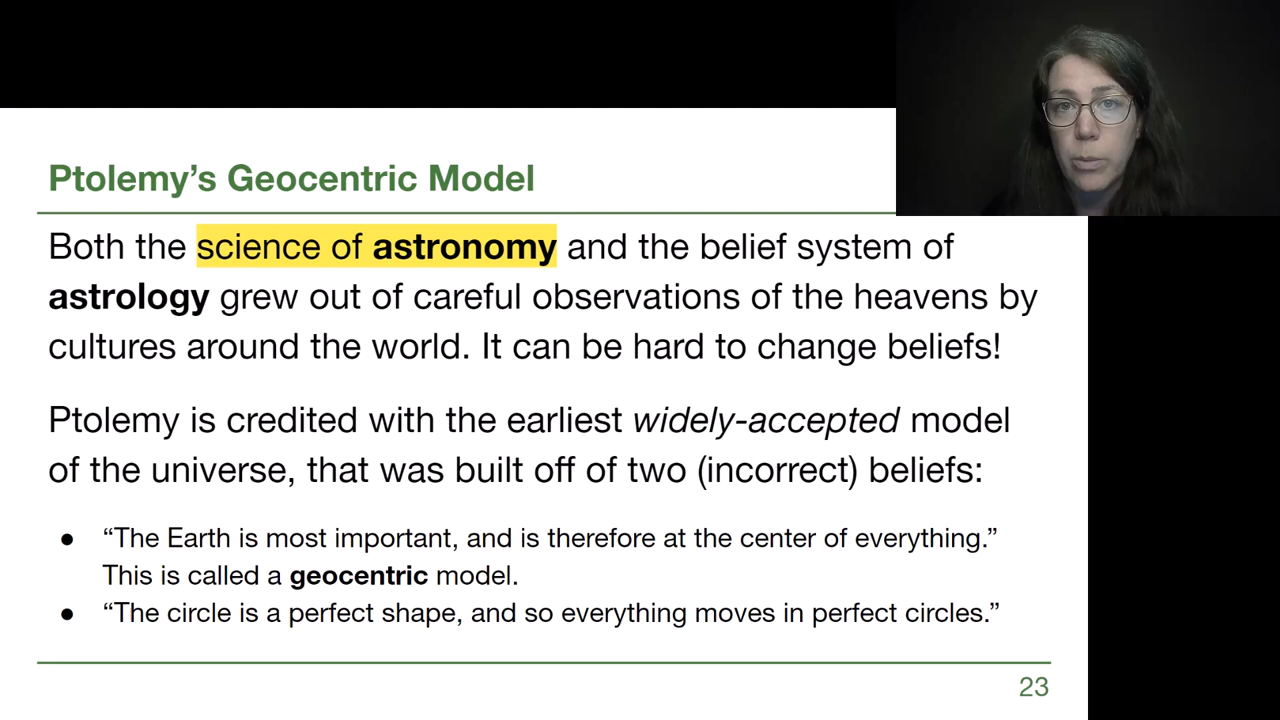 Ptolemy’s Geocentric Model
Both the science of astronomy and the belief system of
astrology grew out of careful observations of the heavens by
cultures around the world. It can be hard to change beliefs!
Ptolemy is credited with the earliest widely-accepted model
of the universe, that was built off of two (incorrect) beliefs:
● “The Earth is most important, and is therefore at the center of everything.”
This is called a geocentric model.
● “The circle is a perfect shape, and so everything moves in perfect circles.”
23